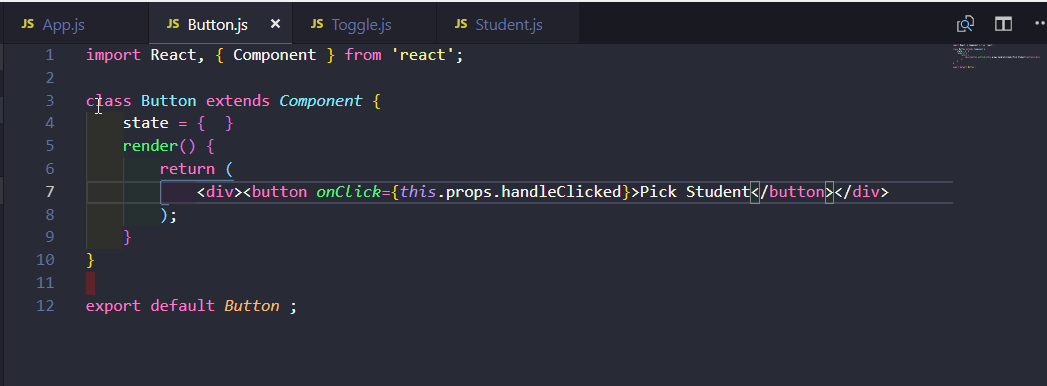 JS App.js JS Button.js × JS Toggle.js JS Student.js
1 import React, { Component } from 'react';
2
3 class Button extends Component {
4 state = {  }
5 render() {
6 return (
7 <div><button onClick={this.props.handleClicked}>Pick Student</button></div>
8 );
9 }
10 }
11
12 export default Button ;